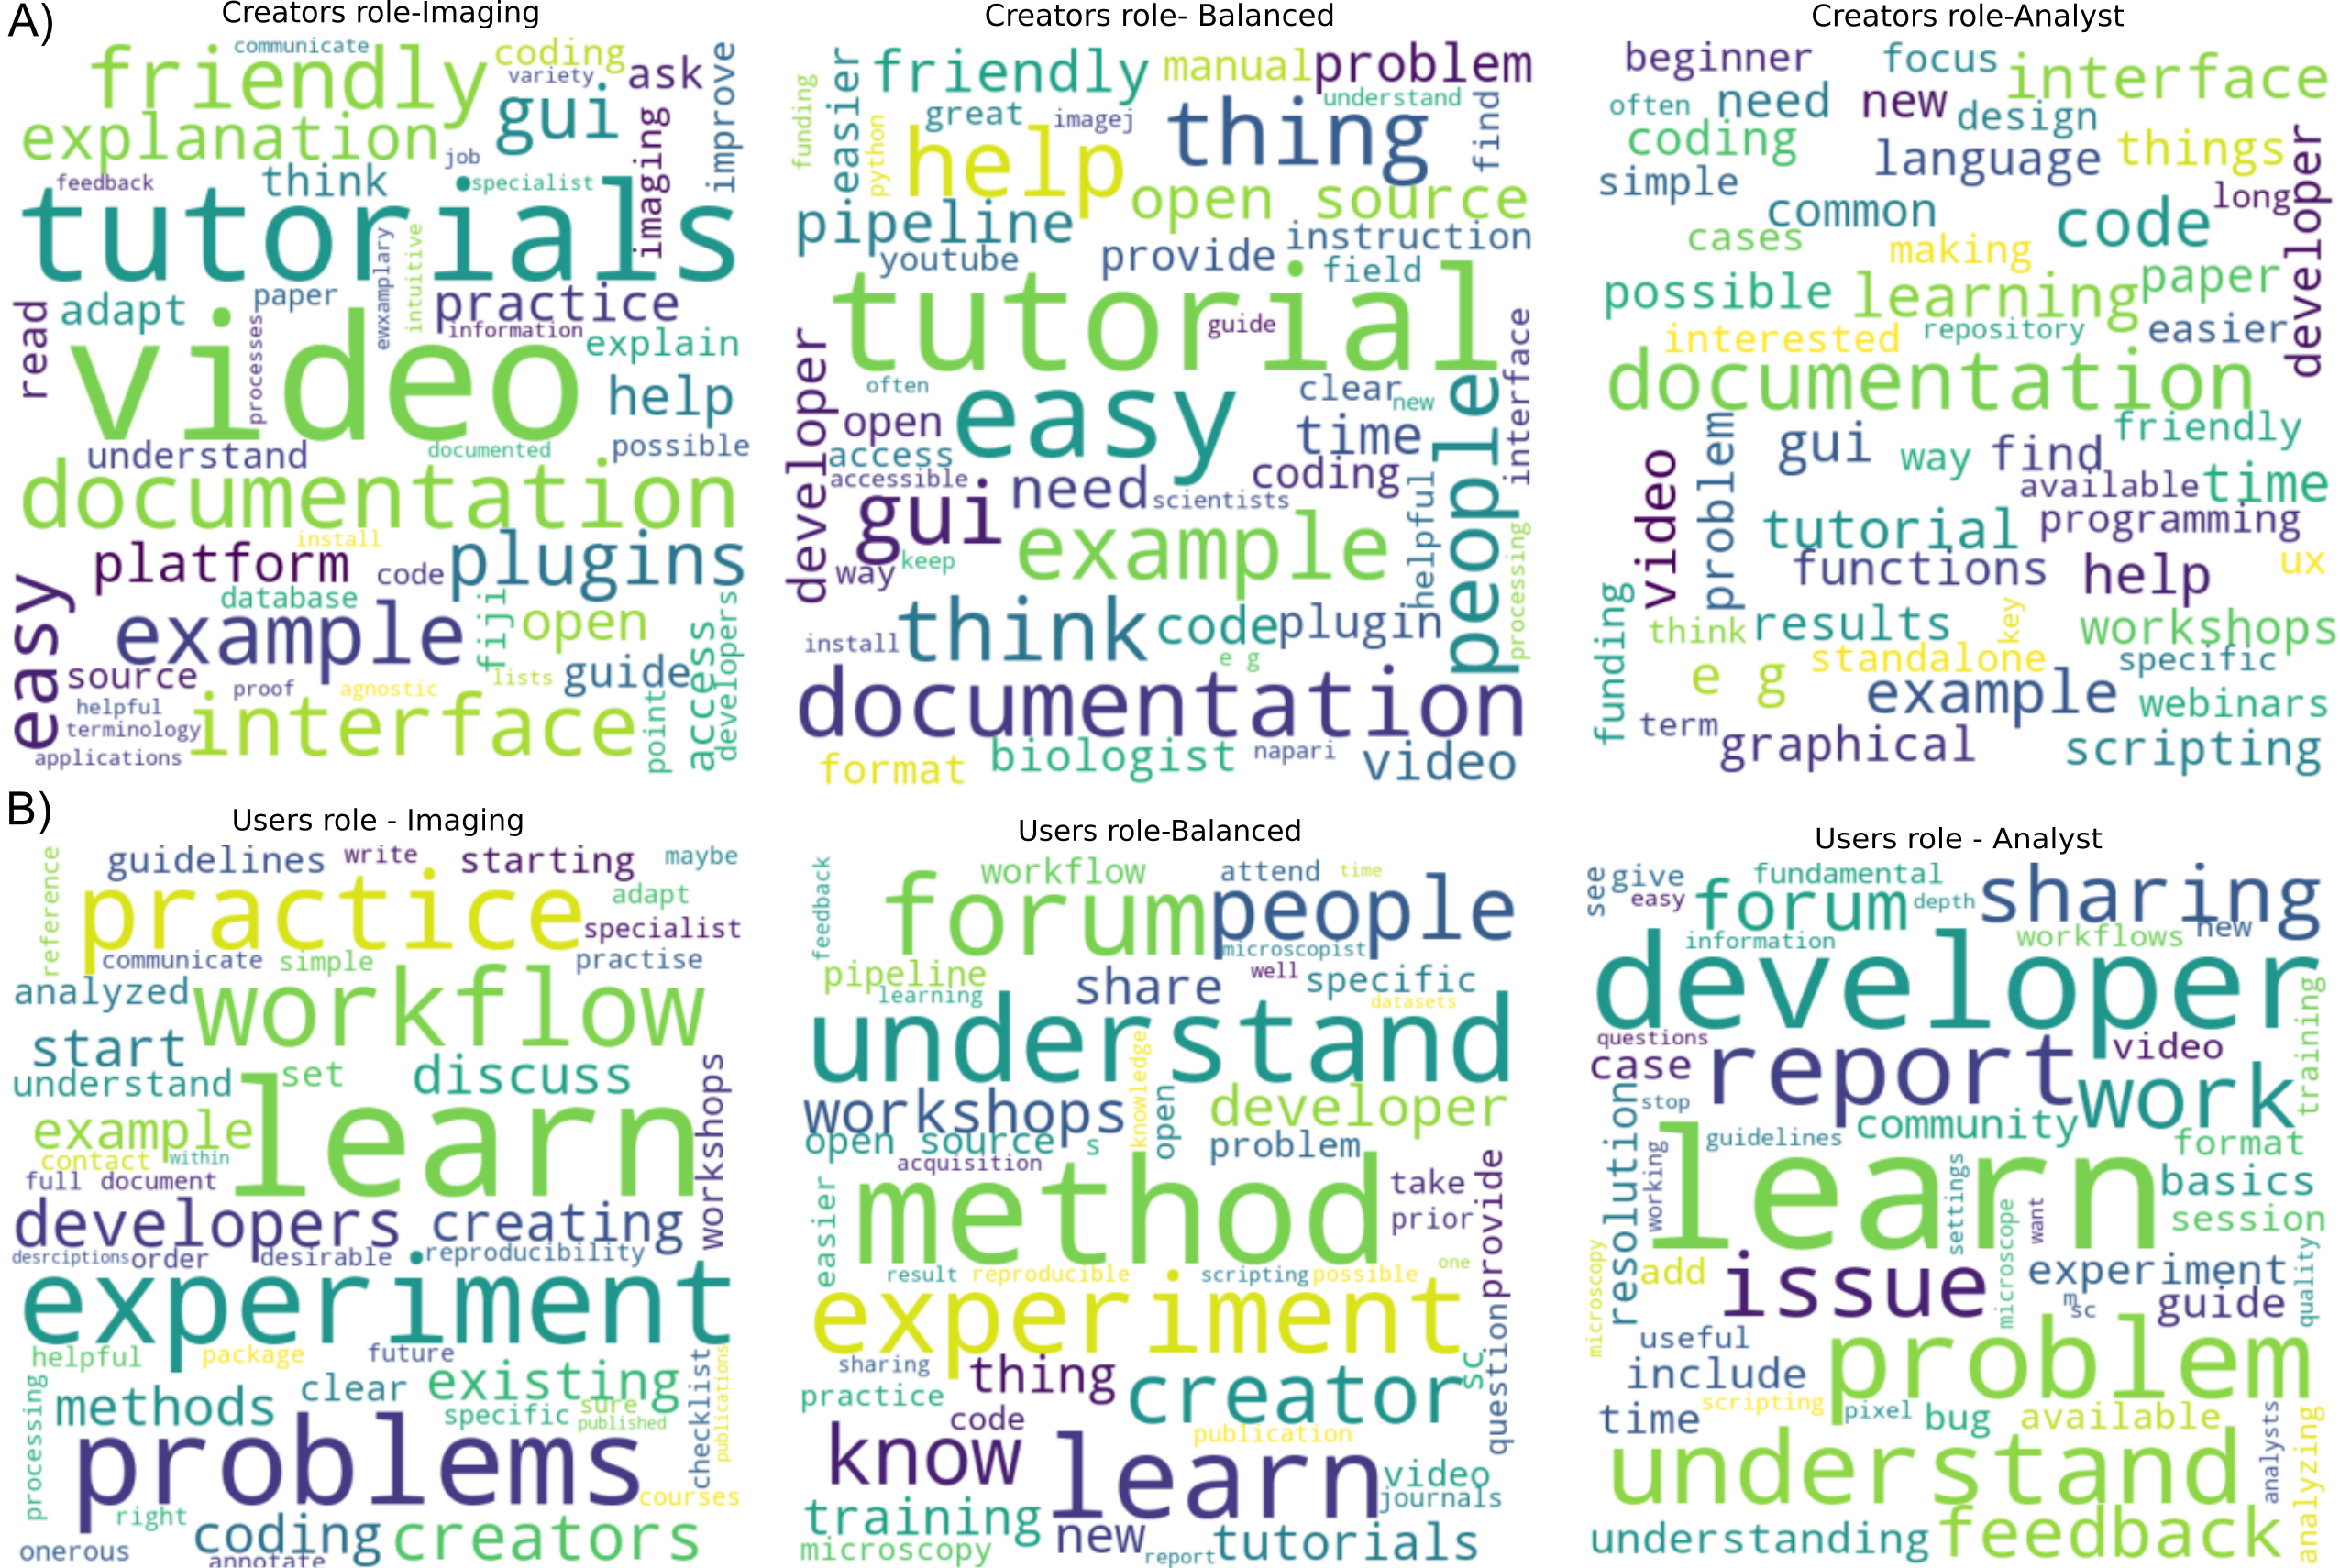 A)
Creators role-Imaging
communicate
friendly
coding
variety
ask
improve
gui
explanation
imaging
job
feedback
think
specialist
tutorials
ewxamplary
intuitive
read
adapt
paper
practice
information
processes
explain
video
help
understand
documented
possible
documentation
install
platform
code
plugins
easy
database
example
fiji
open
access
developers
source
proof
agnostic
lists
guide
helpful
terminology
interface
point
applications
Creators role- Balanced
funding
easier
friendly
manual
problem
understand
great
imagej
thing
find
python
help
open source
pipeline
youtube
provide
instruction
field
tutorial
guide
developer
often
easy
clear
new
people
interface
open
time
access
accessible
gui
need
scientists
coding
helpful
example
way
keep
processing
install
think
code
plugin
e g
documentation
format
biologist
napari
video
Creators role-Analyst
beginner
focus
interface
often
need
new
design
coding
language
things
developer
simple
common
code
long
cases
making
possible
learning
paper
interested
repository
easier
documentation
video
problem
gui
way
find
friendly
available
time
tutorial
programming
functions
help
ux
funding
think
results
key
workshops
e g
standalone
specific
example
webinars
term
graphical
scripting
B)
Users role - Imaging
reference
guidelines
write
starting
maybe
practice
adapt
specialist
communicate
simple
practise
analyzed
workflow
start
understand
set
discuss
workshops
example
contact
within
learn
full
document
developers
creating
desrciptions
order
desirable
reproducibility
experiment
helpful
package
future
processing
methods
clear
existing
specific
sure
published
checklist
publications
problems
courses
right
coding
creators
onerous
annotate
Users role-Balanced
feedback
workflow
attend
time
forum
people
microscopist
pipeline
learning
share
well
specific
datasets
understand
knowledge
workshops
open
developer
open source
s
problem
acquisition
easier
method
take
prior
provide
result
reproducible
scripting
possible
one
experiment
question
sharing
thing
sc
practice
creator
code
know
publication
learn
video
journals
training
new
microscopy
report
tutorials
Users role - Analyst
see
give
easy
fundamental
forum
depth
sharing
new
information
workflows
developer
training
questions
case
report
video
work
stop
resolution
guidelines
community
format
working
learn
settings
microscope
want
basics
session
microscopy
add
issue
experiment
m
sc
guide
quality
useful
include
problem
time
scripting
pixel
bug
available
understand
analysts
analyzing
understanding
feedback